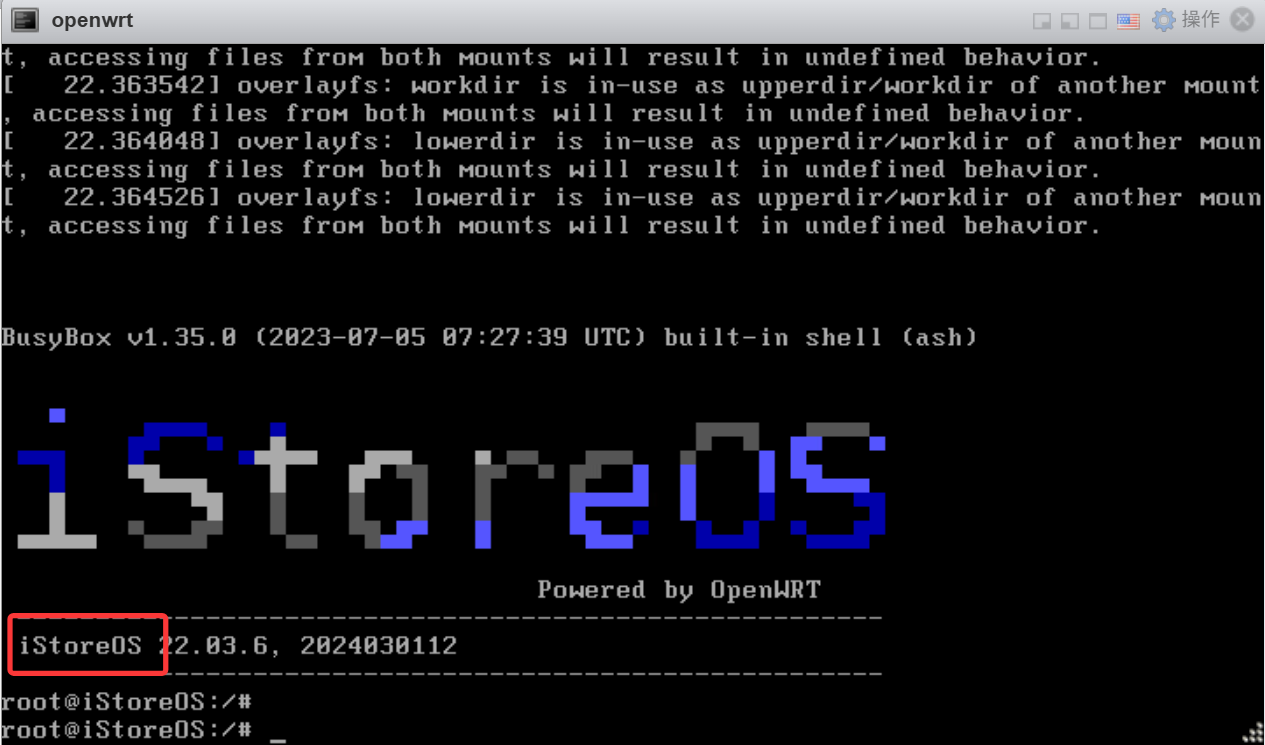 openwrt 操作
t, accessing files from both mounts will result in undefined behavior.
[   22.363542] overlayfs: workdir is in-use as upperdir/workdir of another mount
, accessing files from both mounts will result in undefined behavior.
[   22.364048] overlayfs: lowerdir is in-use as upperdir/workdir of another moun
t, accessing files from both mounts will result in undefined behavior.
[   22.364526] overlayfs: lowerdir is in-use as upperdir/workdir of another moun
t, accessing files from both mounts will result in undefined behavior.
BusyBox v1.35.0 (2023-07-05 07:27:39 UTC) built-in shell (ash)
iStoreOS
Powered by OpenWRT
iStoreOS 22.03.6, 2024030112
root@iStoreOS:/#
root@iStoreOS:/# _